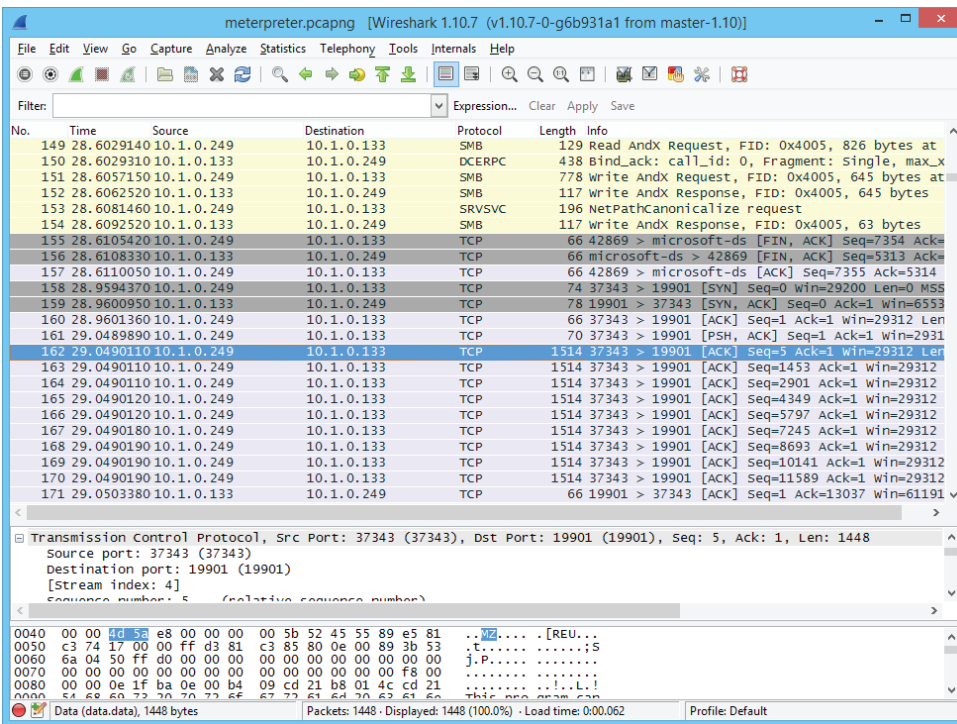 meterpreter.pcapng [Wireshark 1.10.7 (v1.10.7-0-g6b931a1 from master-1.10)]
File Edit View Go Capture Analyze Statistics Telephony Tools Internals Help
Filter: Expression... Clear Apply Save
No. Time Source Destination Protocol Length Info
149 28.6029140 10.1.0.249 10.1.0.133 SMB 129 Read AndX Request, FID: 0x4005, 826 bytes at
150 28.6029310 10.1.0.133 10.1.0.249 DCERPC 438 Bind_ack: call_id: 0, Fragment: Single, max_x
151 28.6057150 10.1.0.249 10.1.0.133 SMB 778 Write AndX Request, FID: 0x4005, 645 bytes at
152 28.6062520 10.1.0.133 10.1.0.249 SMB 117 Write AndX Response, FID: 0x4005, 645 bytes
153 28.6081460 10.1.0.249 10.1.0.133 SRVSVC 196 NetPathCanonicalize request
154 28.6092520 10.1.0.133 10.1.0.249 SMB 117 Write AndX Response, FID: 0x4005, 63 bytes
155 28.6105420 10.1.0.249 10.1.0.133 TCP 66 42869 > microsoft-ds [FIN, ACK] Seq=7354 Ack=
156 28.6108330 10.1.0.133 10.1.0.249 TCP 66 microsoft-ds > 42869 [FIN, ACK] Seq=5313 Ack=
157 28.6110050 10.1.0.249 10.1.0.133 TCP 66 42869 > microsoft-ds [ACK] Seq=7355 Ack=5314
158 28.9594370 10.1.0.249 10.1.0.133 TCP 74 37343 > 19901 [SYN] Seq=0 Win=29200 Len=0 MSS
159 28.9600950 10.1.0.133 10.1.0.249 TCP 78 19901 > 37343 [SYN, ACK] Seq=0 Ack=1 Win=6553
160 28.9601360 10.1.0.249 10.1.0.133 TCP 66 37343 > 19901 [ACK] Seq=1 Ack=1 Win=29312 Len
161 29.0489890 10.1.0.249 10.1.0.133 TCP 70 37343 > 19901 [PSH, ACK] Seq=1 Ack=1 Win=2931
162 29.0490110 10.1.0.249 10.1.0.133 TCP 1514 37343 > 19901 [ACK] Seq=5 Ack=1 Win=29312 Len
163 29.0490110 10.1.0.249 10.1.0.133 TCP 1514 37343 > 19901 [ACK] Seq=1453 Ack=1 Win=29312
164 29.0490110 10.1.0.249 10.1.0.133 TCP 1514 37343 > 19901 [ACK] Seq=2901 Ack=1 Win=29312
165 29.0490120 10.1.0.249 10.1.0.133 TCP 1514 37343 > 19901 [ACK] Seq=4349 Ack=1 Win=29312
166 29.0490120 10.1.0.249 10.1.0.133 TCP 1514 37343 > 19901 [ACK] Seq=5797 Ack=1 Win=29312
167 29.0490180 10.1.0.249 10.1.0.133 TCP 1514 37343 > 19901 [ACK] Seq=7245 Ack=1 Win=29312
168 29.0490190 10.1.0.249 10.1.0.133 TCP 1514 37343 > 19901 [ACK] Seq=8693 Ack=1 Win=29312
169 29.0490190 10.1.0.249 10.1.0.133 TCP 1514 37343 > 19901 [ACK] Seq=10141 Ack=1 Win=29312
170 29.0490190 10.1.0.249 10.1.0.133 TCP 1514 37343 > 19901 [ACK] Seq=11589 Ack=1 Win=29312
171 29.0503380 10.1.0.133 10.1.0.249 TCP 66 19901 > 37343 [ACK] Seq=1 Ack=13037 Win=61191
Transmission Control Protocol, Src Port: 37343 (37343), Dst Port: 19901 (19901), Seq: 5, Ack: 1, Len: 1448
Source port: 37343 (37343)
Destination port: 19901 (19901)
[Stream index: 4]
Sequence number: 5 (relative sequence number)
0040 00 00 4d 5a e8 00 00 00 00 5b 52 45 55 89 e5 81 ..MZ.... .[REU...
0050 c3 74 17 00 00 ff d3 81 c3 85 80 0e 00 89 3b 53 .t...... ......;S
0060 6a 04 50 ff d0 00 00 00 00 00 00 00 00 00 00 00 j.P..... ........
0070 00 00 00 00 00 00 00 00 00 00 00 00 00 00 f8 00 ........ ........
0080 00 00 0e 1f ba 0e 00 b4 09 cd 21 b8 01 4c cd 21 ........ ..!..L.!
0090 54 68 69 73 20 70 72 6f 67 72 61 6d 20 63 61 6e This pro gram can
Data (data.data), 1448 bytes Packets: 1448 · Displayed: 1448 (100.0%) · Load time: 0:00.062 Profile: Default